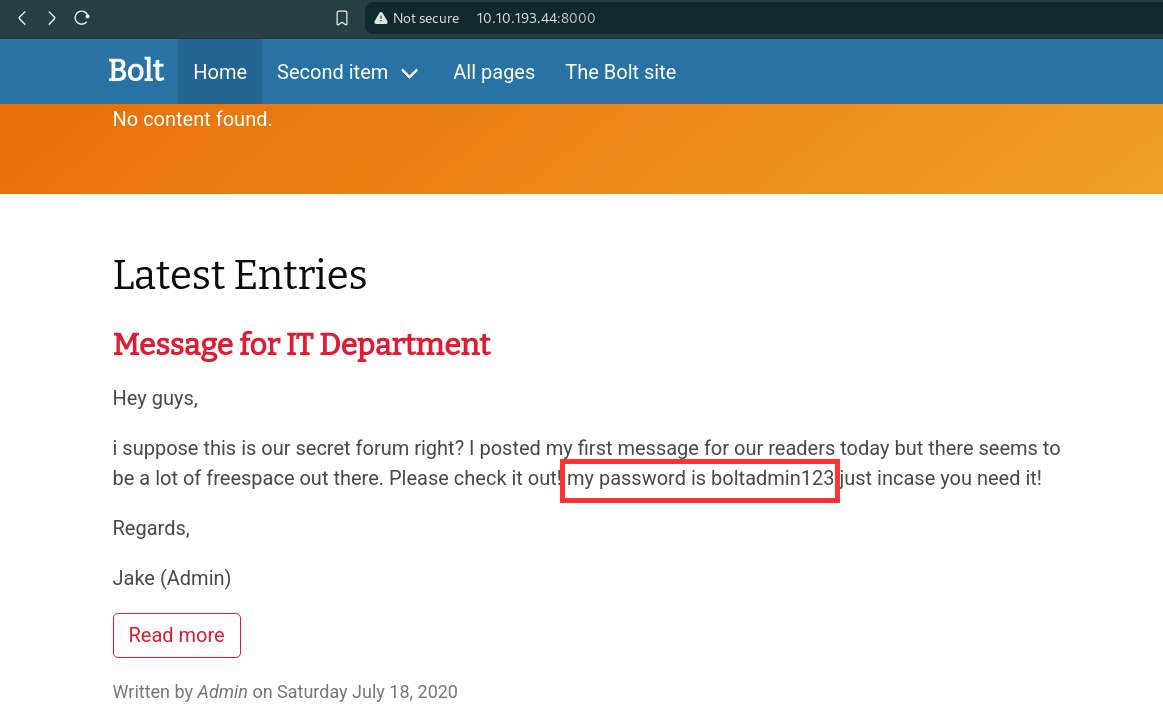 Not secure 10.10.193.44:8000
Bolt Home Second item All pages The Bolt site
No content found.
Latest Entries
Message for IT Department
Hey guys,
i suppose this is our secret forum right? I posted my first message for our readers today but there seems to
be a lot of freespace out there. Please check it out! my password is boltadmin123 just incase you need it!
Regards,
Jake (Admin)
Read more
Written by Admin on Saturday July 18, 2020